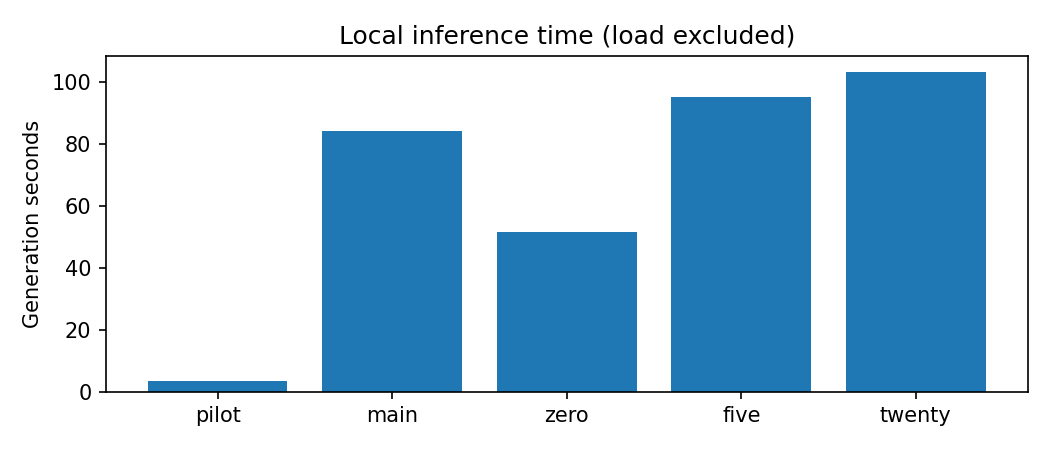 Local inference time (load excluded)
Generation seconds
100
80
60
40
20
0
pilot main zero five twenty